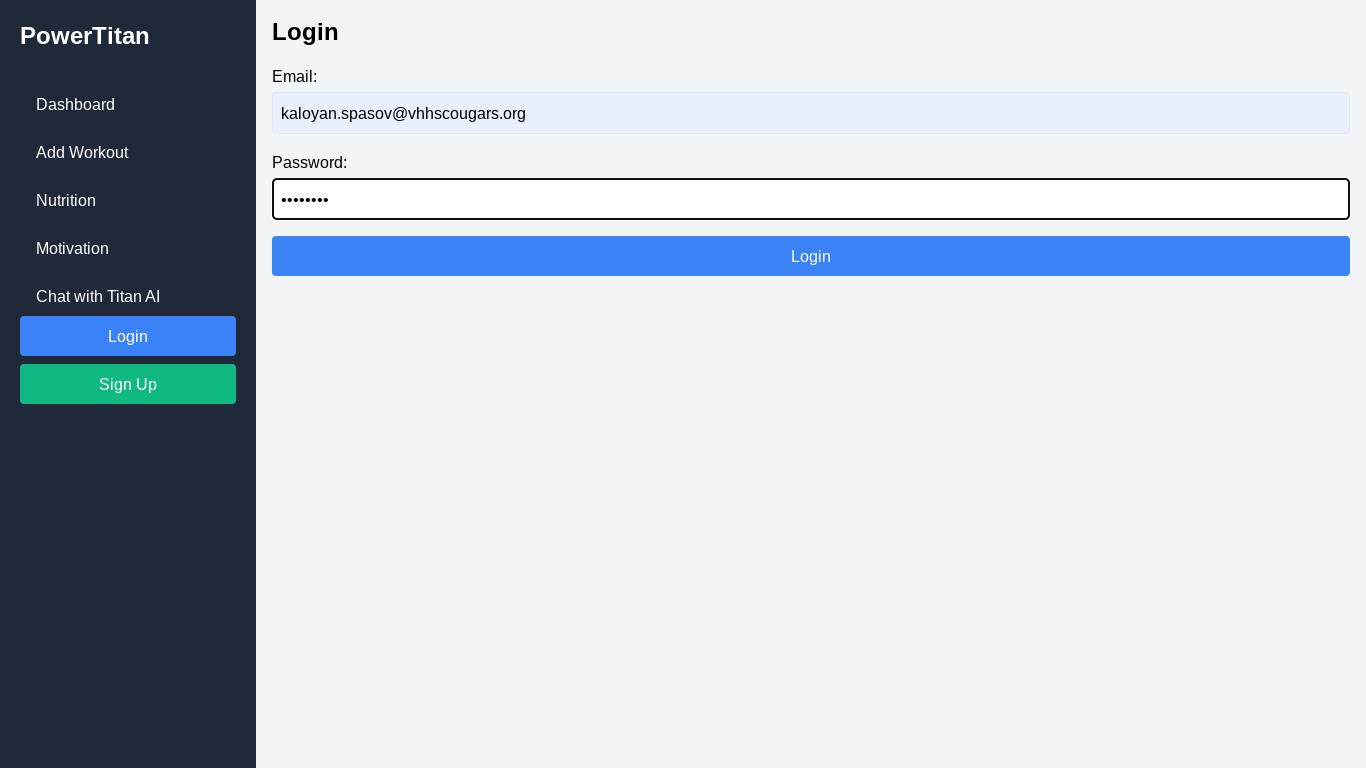 PowerTitan
Dashboard
Add Workout
Nutrition
Motivation
Chat with Titan AI
Login
Sign Up
Login
Email:
kaloyan.spasov@vhhscougars.org
Password:
••••••••
Login